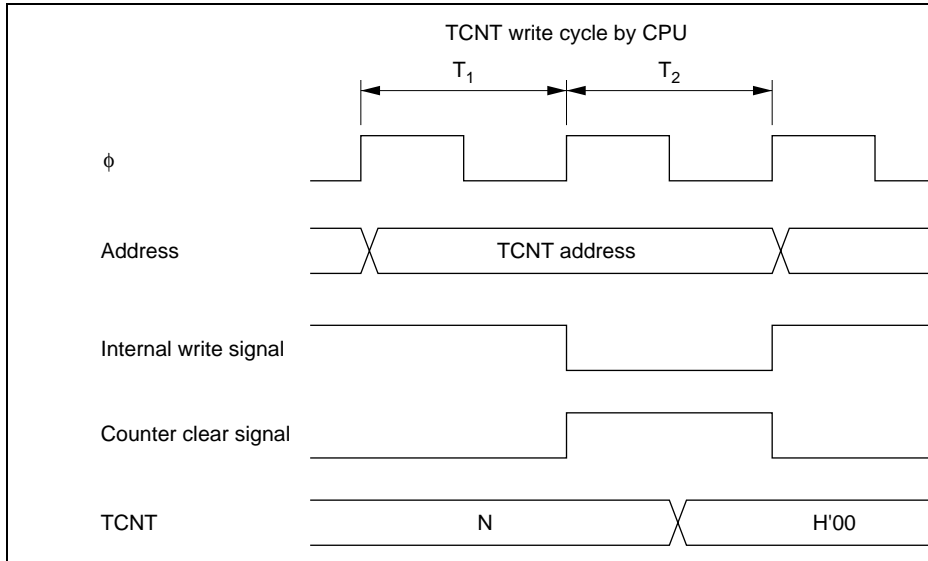 TCNT write cycle by CPU
T1 T2
ϕ
Address TCNT address
Internal write signal
Counter clear signal
TCNT N H'00